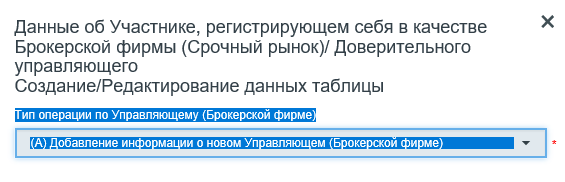 Данные об Участнике, регистрирующем себя в качестве
Брокерской фирмы (Срочный рынок)/ Доверительного
управляющего
Создание/Редактирование данных таблицы
Тип операции по Управляющему (Брокерской фирме)
(A) Добавление информации о новом Управляющем (Брокерской фирме)
*